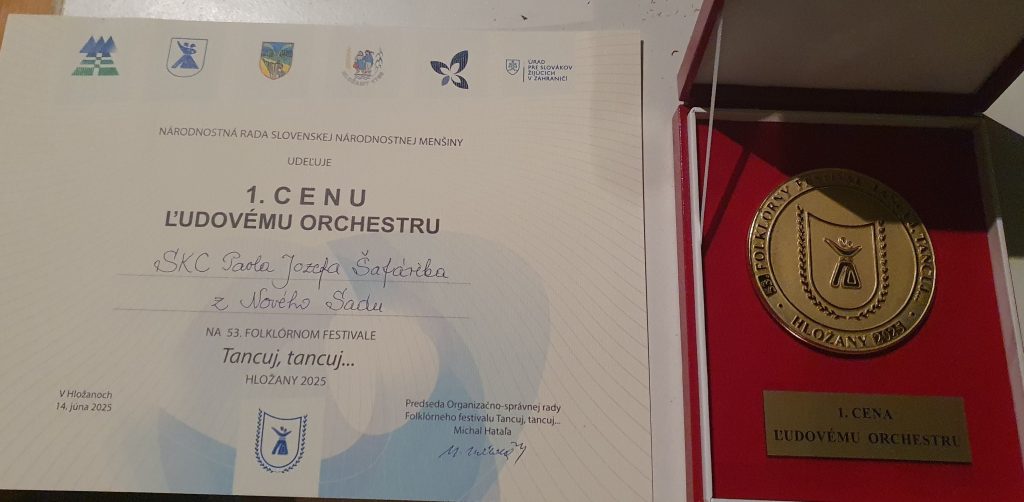 ÚRAD
PRE SLOVÁKOV
ŽIJÚCICH
V ZAHRANIČÍ
NÁRODNOSTNÁ RADA SLOVENSKEJ NÁRODNOSTNEJ MENŠINY
UDEĽUJE
1. CENU
ĽUDOVÉMU ORCHESTRU
SKC Pavla Jozefa Šafárika
z Nového Sadu
NA 53. FOLKLÓRNOM FESTIVALE
Tancuj, tancuj...
HLOŽANY 2025
V Hložanoch
14. júna 2025
Predseda Organizačno-správnej rady
Folklórneho festivalu Tancuj, tancuj...
Michal Hataľa
53. FOLKLÓRNY FESTIVAL TANCUJ, TANCUJ...
HLOŽANY 2025
1. CENA
ĽUDOVÉMU ORCHESTRU